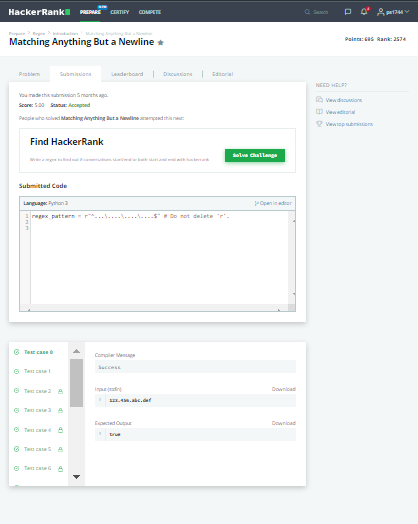 HackerRank
PREPARE
NEW
CERTIFY
COMPETE
Search
ps1744
Prepare > Regex > Introduction > Matching Anything But a Newline
Matching Anything But a Newline
Points: 695 Rank: 2574
Problem
Submissions
Leaderboard
Discussions
Editorial
You made this submission 5 months ago.
Score: 5.00 Status: Accepted
People who solved Matching Anything But a Newline attempted this next:
Find HackerRank
Write a regex to find out if conversations start/end or both start and end with hackerrank
Solve Challenge
NEED HELP?
View discussions
View editorial
View top submissions
Submitted Code
Language: Python 3
Open in editor
1 regex_pattern = r"^...\....\....\....$" # Do not delete 'r'.
2
3
Test case 0
Test case 1
Test case 2
Test case 3
Test case 4
Test case 5
Test case 6
Compiler Message
Success
Input (stdin)
Download
1 123.456.abc.def
Expected Output
Download
1 true